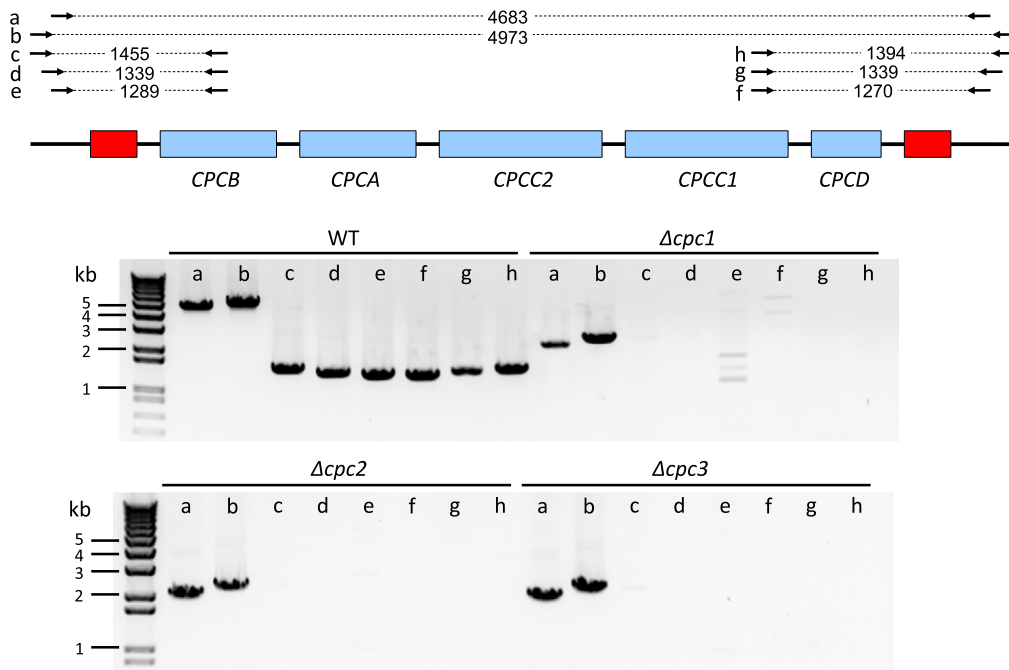 a 4683
b 4973
c 1455 h 1394
d 1339 g 1339
e 1289 f 1270
CPCB CPCA CPCC2 CPCC1 CPCD
WT Δcpc1
kb a b c d e f g h a b c d e f g h
5
4
3
2
1
Δcpc2 Δcpc3
kb a b c d e f g h a b c d e f g h
5
4
3
2
1